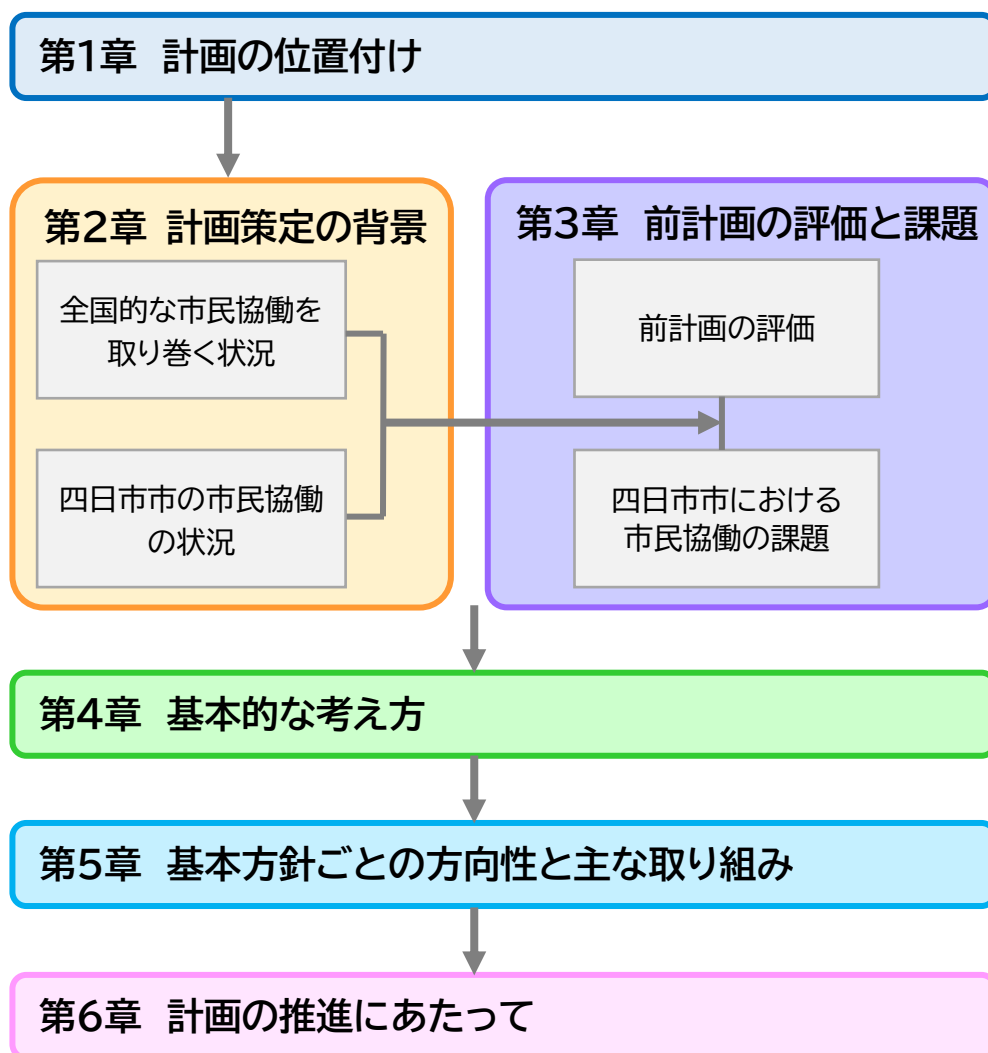 第1章 計画の位置付け
第2章 計画策定の背景
全国的な市民協働を
取り巻く状況
四日市市の市民協働
の状況
第3章 前計画の評価と課題
前計画の評価
四日市市における
市民協働の課題
第4章 基本的な考え方
第5章 基本方針ごとの方向性と主な取り組み
第6章 計画の推進にあたって